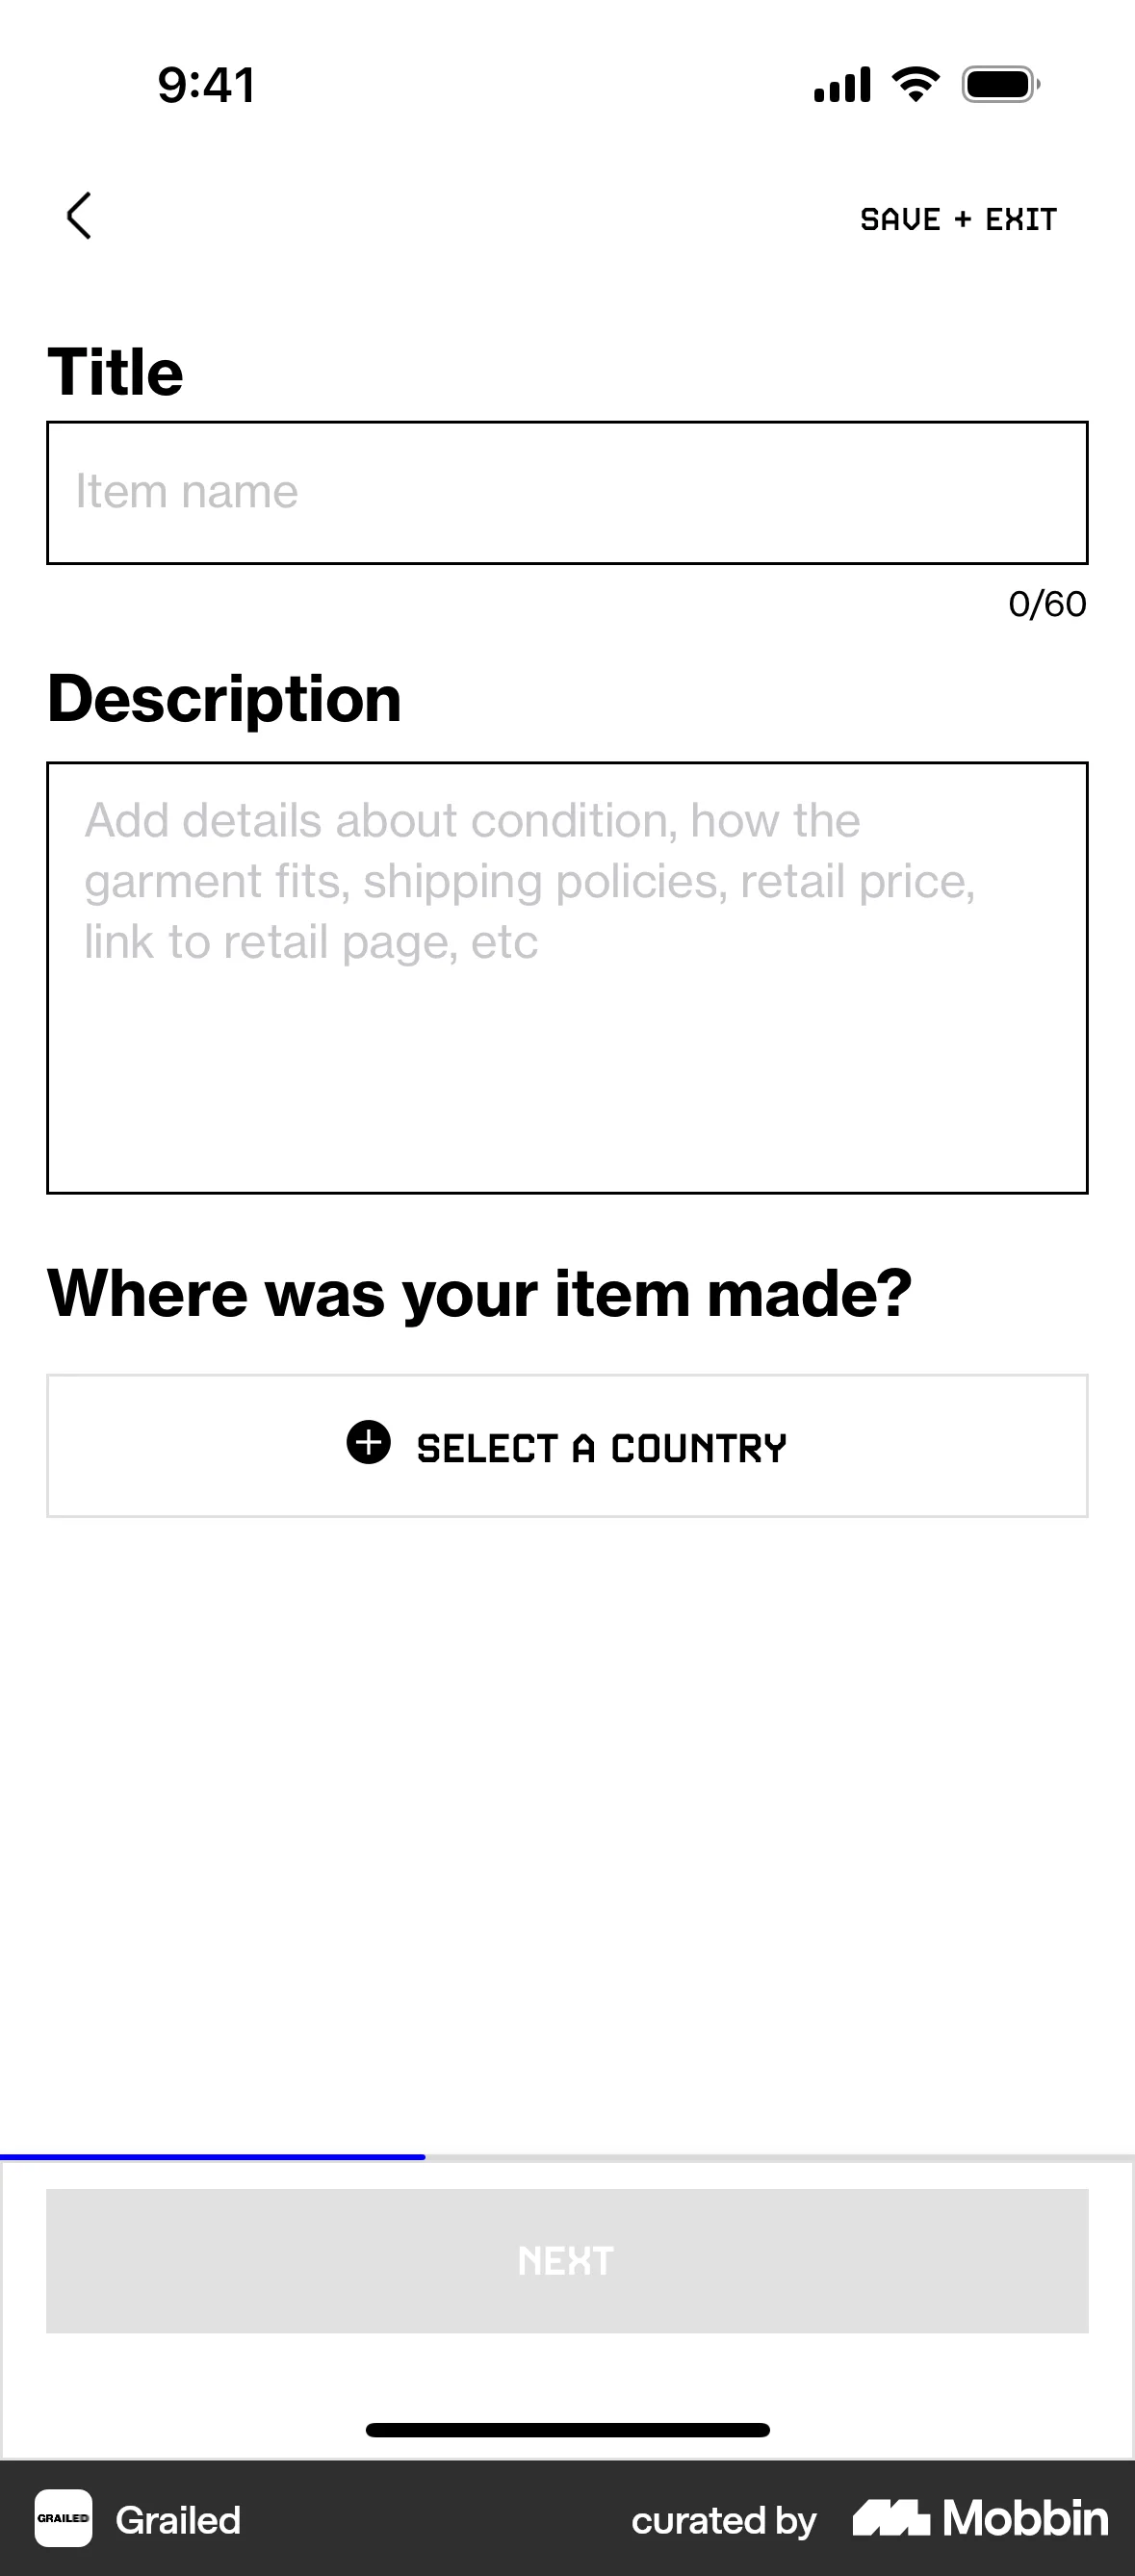 9:41
SAVE + EXIT
Title
Item name
0/60
Description
Add details about condition, how the
garment fits, shipping policies, retail price,
link to retail page, etc
Where was your item made?
SELECT A COUNTRY
NEXT
GRAILED Grailed curated by Mobbin